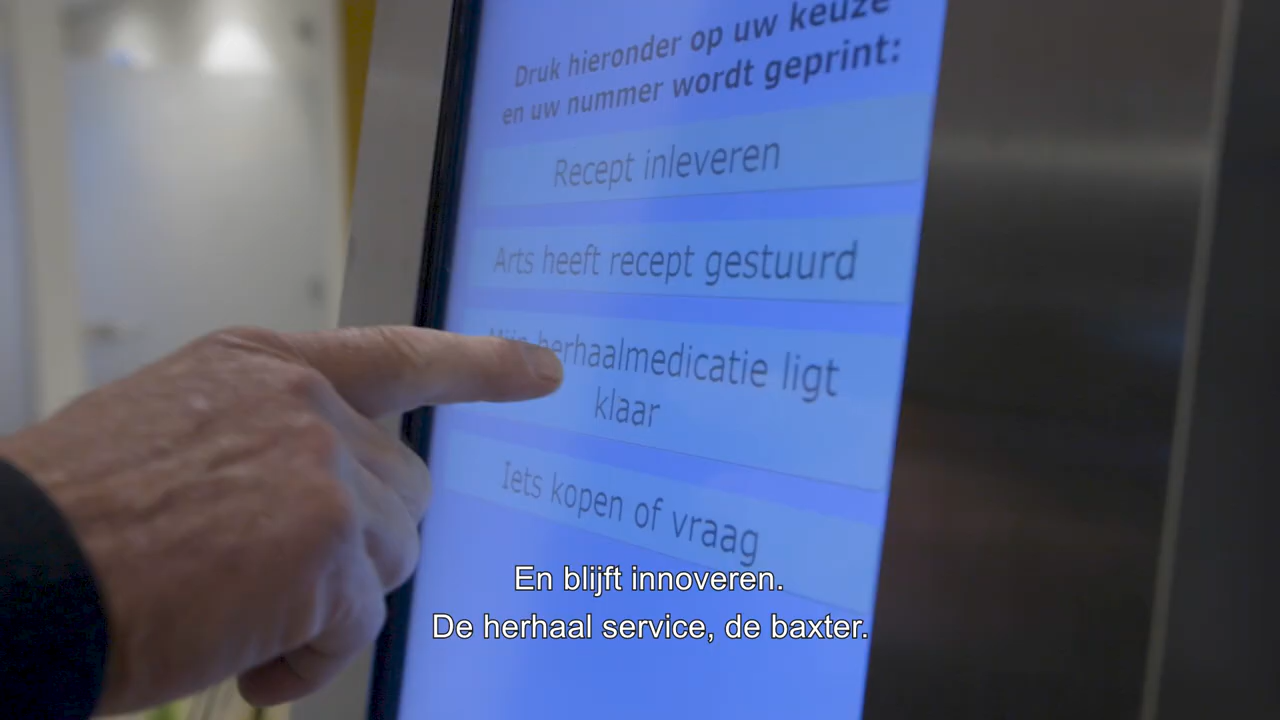 Druk hieronder op uw keuze
en uw nummer wordt geprint:
Recept inleveren
Arts heeft recept gestuurd
Mijn herhaalmedicatie ligt
klaar
Iets kopen of vraag
En blijft innoveren.
De herhaal service, de baxter.